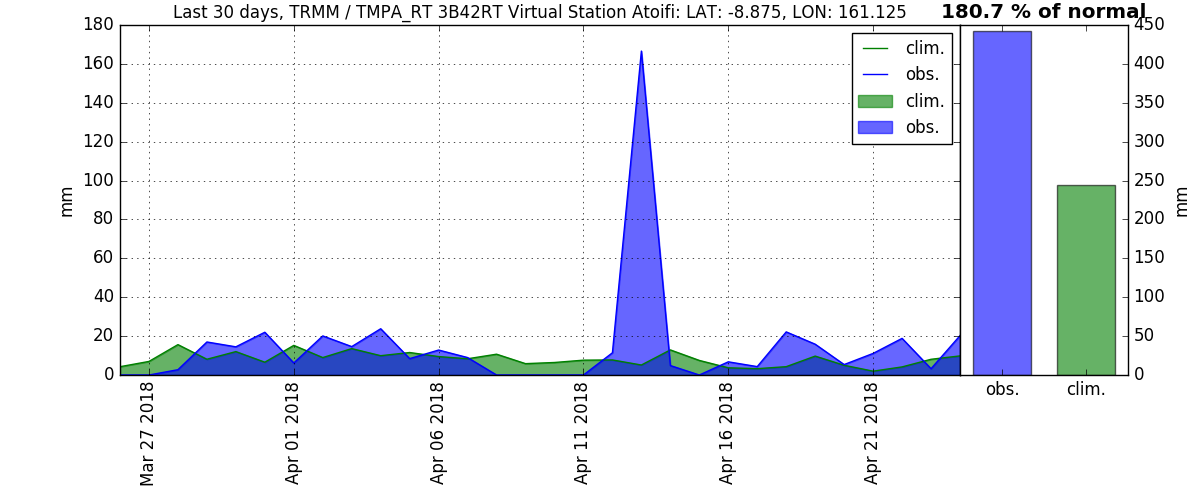 Last 30 days, TRMM / TMPA_RT 3B42RT Virtual Station Atoifi: LAT: -8.875, LON: 161.125
180.7 % of normal
180
160
140
120
100
80
60
40
20
0
mm
clim.
obs.
clim.
obs.
450
400
350
300
250
200
150
100
50
0
mm
Mar 27 2018
Apr 01 2018
Apr 06 2018
Apr 11 2018
Apr 16 2018
Apr 21 2018
obs.
clim.